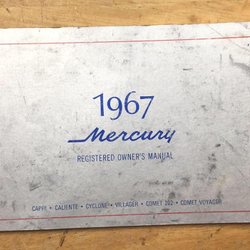 1967
Mercury
REGISTERED OWNER'S MANUAL
CAPRI • CALIENTE • CYCLONE • VILLAGER • COMET 202 • COMET VOYAGER